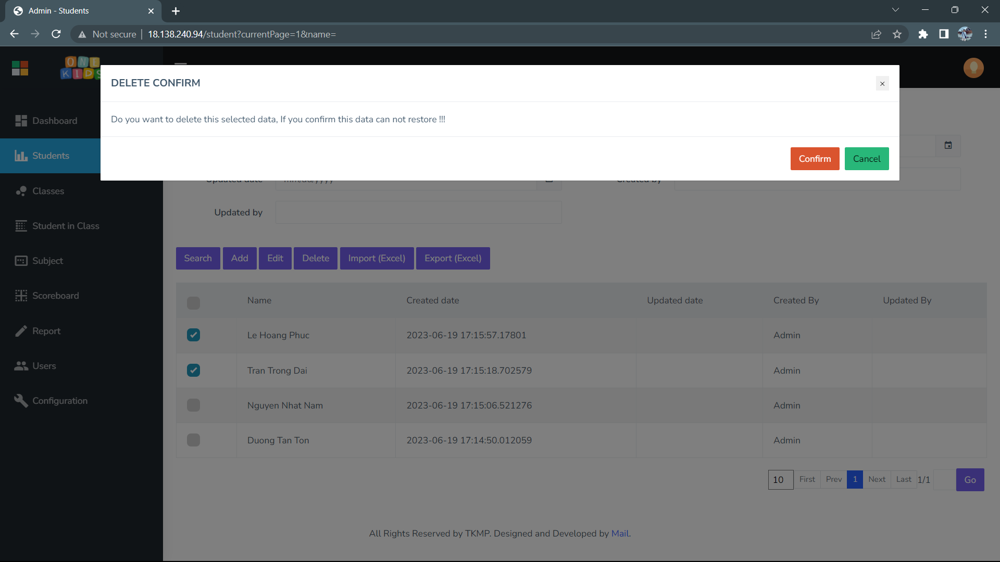 Admin - Students
Not secure
18.138.240.94/student?currentPage=1&name=
ONE
KIDS
DELETE CONFIRM
×
Do you want to delete this selected data, If you confirm this data can not restore !!!
Confirm
Cancel
Dashboard
Students
Classes
Student in Class
Subject
Scoreboard
Report
Users
Configuration
Updated date
mm/dd/yyyy
Created by
Updated by
Search
Add
Edit
Delete
Import (Excel)
Export (Excel)
Name Created date Updated date Created By Updated By
Le Hoang Phuc 2023-06-19 17:15:57.17801 Admin
Tran Trong Dai 2023-06-19 17:15:18.702579 Admin
Nguyen Nhat Nam 2023-06-19 17:15:06.521276 Admin
Duong Tan Ton 2023-06-19 17:14:50.012059 Admin
10 First Prev 1 Next Last 1/1 Go
All Rights Reserved by TKMP. Designed and Developed by Mail.